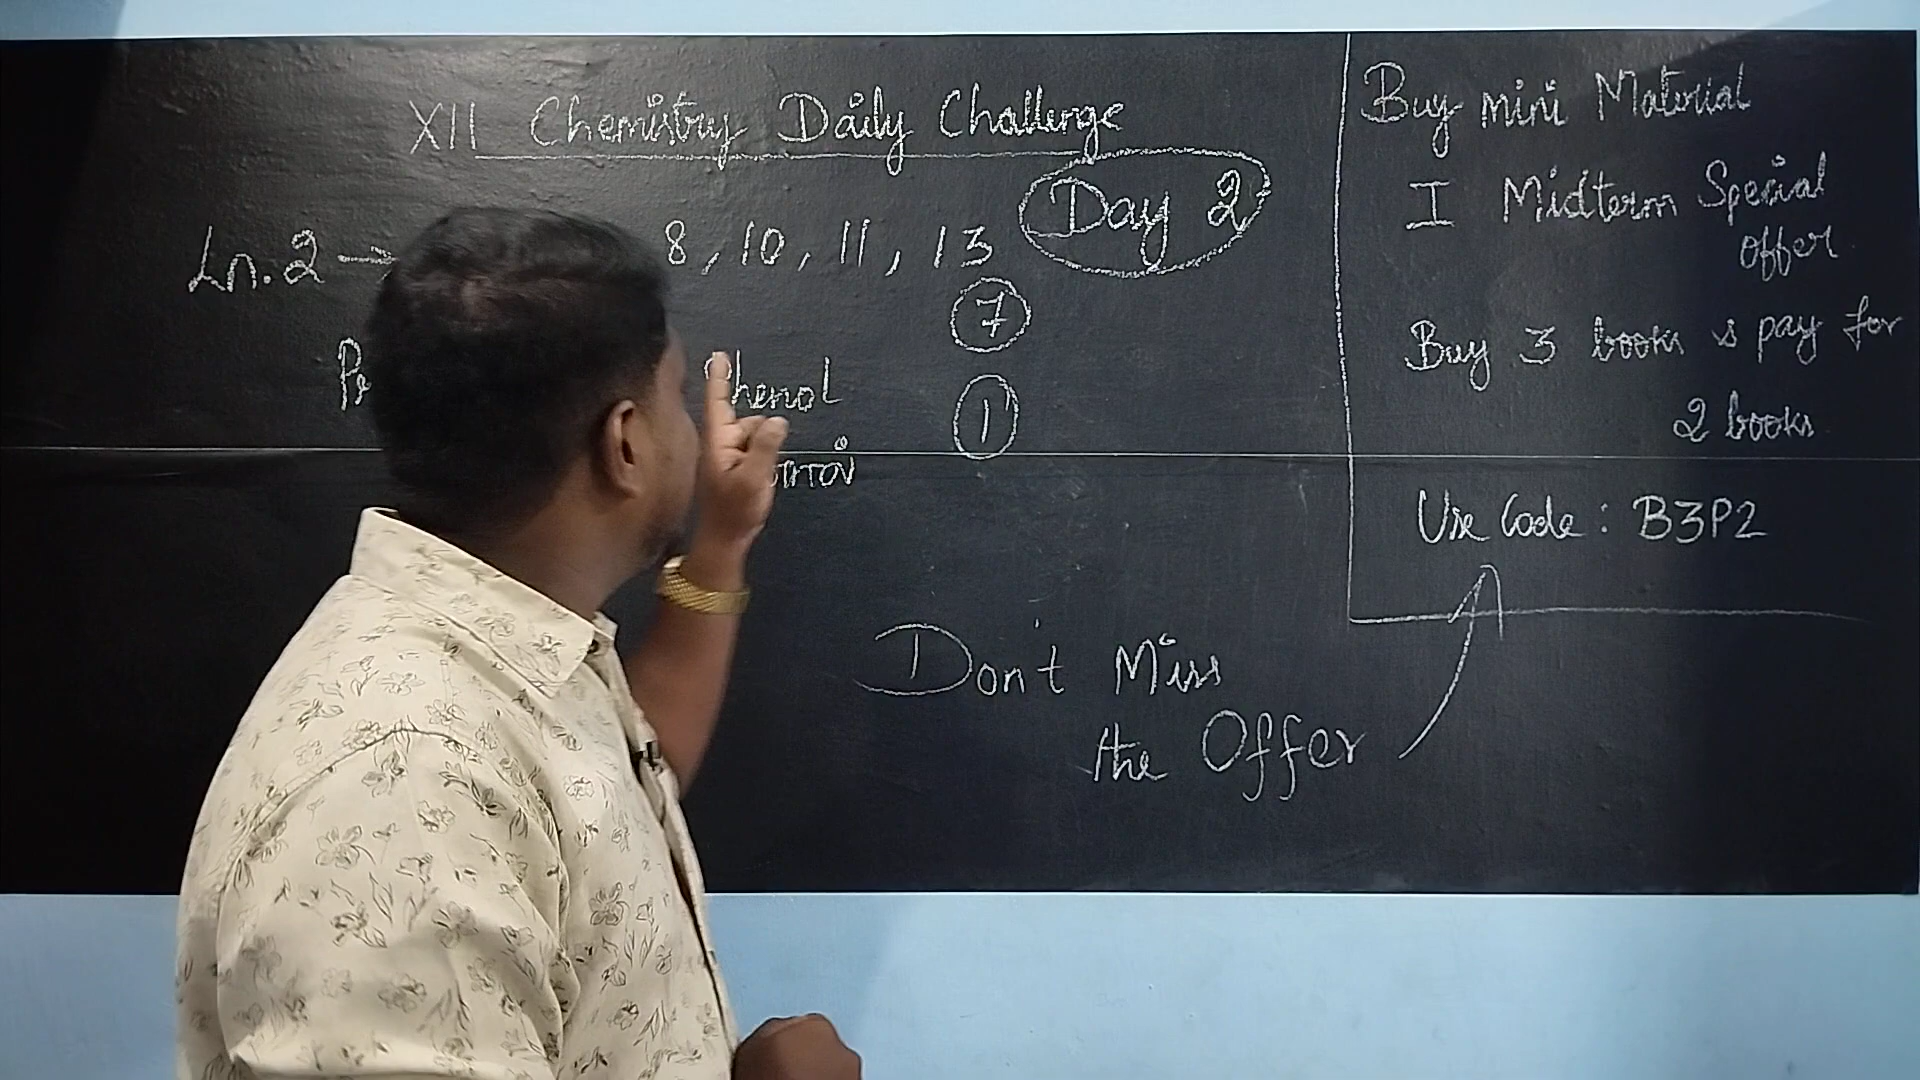 XII Chemistry Daily Challenge
Day 2
Ln. 2 → 8, 10, 11, 13
7
Phenol
1
Buy mini Material
I Midterm Special
offer
Buy 3 books & pay for
2 books
Use Code : B3P2
Don't Miss
the Offer